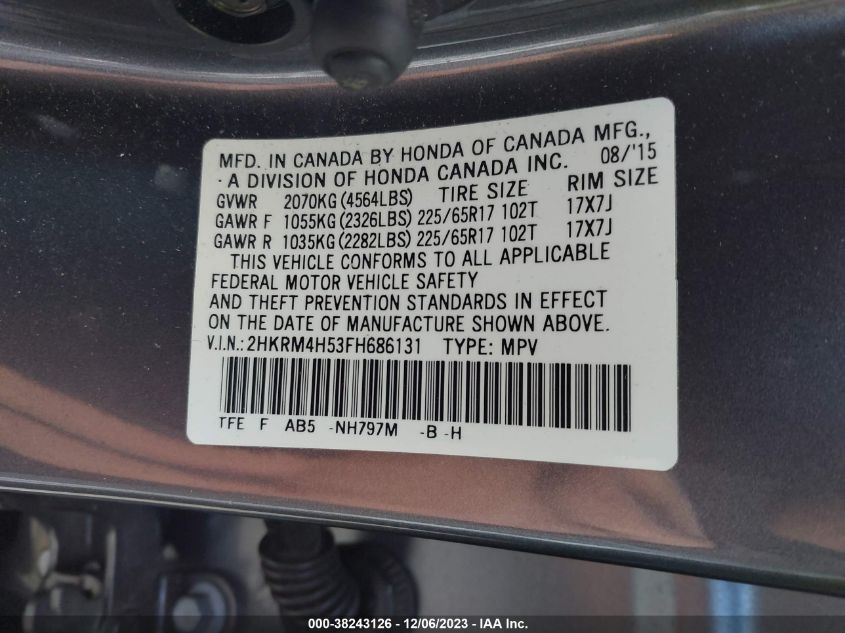 MFD. IN CANADA BY HONDA OF CANADA MFG.,
-A DIVISION OF HONDA CANADA INC. 08/'15
GVWR 2070KG(4564LBS) TIRE SIZE RIM SIZE
GAWR F 1055KG(2326LBS) 225/65R17 102T 17X7J
GAWR R 1035KG(2282LBS) 225/65R17 102T 17X7J
THIS VEHICLE CONFORMS TO ALL APPLICABLE
FEDERAL MOTOR VEHICLE SAFETY
AND THEFT PREVENTION STANDARDS IN EFFECT
ON THE DATE OF MANUFACTURE SHOWN ABOVE.
V.I.N.: 2HKRM4H53FH686131 TYPE: MPV
TFE F AB5 -NH797M -B -H
000-38243126 - 12/06/2023 - IAA Inc.